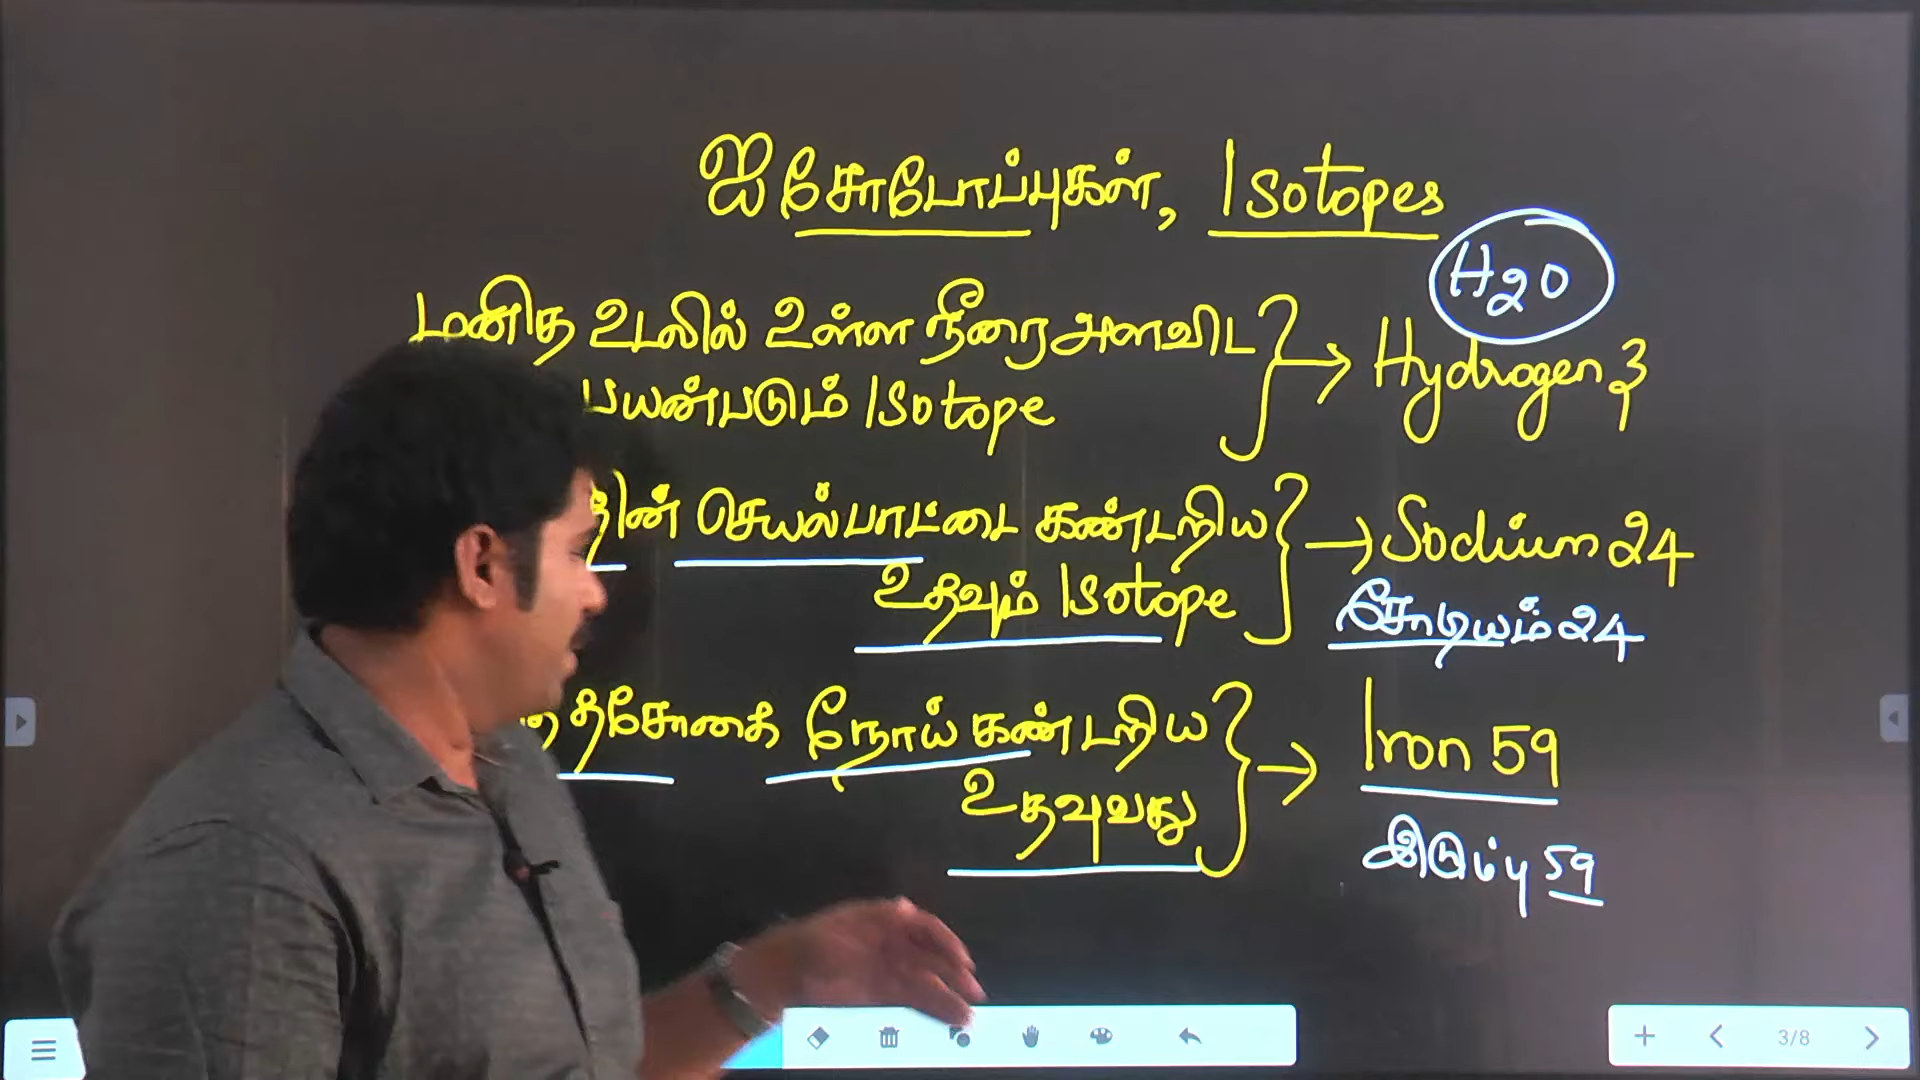 ஐசோடோப்புகள், Isotopes
H2O
மனித உடலில் உள்ள நீரை அளவிட → Hydrogen 3
பயன்படும் Isotope
செயல்பாட்டை கண்டறிய → Sodium 24
உதவும் Isotope சோடியம் 24
நோய் கண்டறிய → Iron 59
உதவுவது
இரும்பு 59
3/8